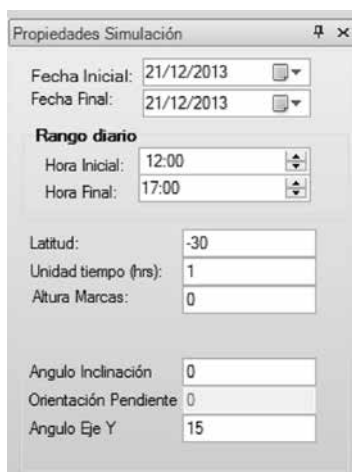 Propiedades Simulación
Fecha Inicial: 21/12/2013
Fecha Final: 21/12/2013
Rango diario
Hora Inicial: 12:00
Hora Final: 17:00
Latitud: -30
Unidad tiempo (hrs): 1
Altura Marcas: 0
Angulo Inclinación 0
Orientación Pendiente 0
Angulo Eje Y 15